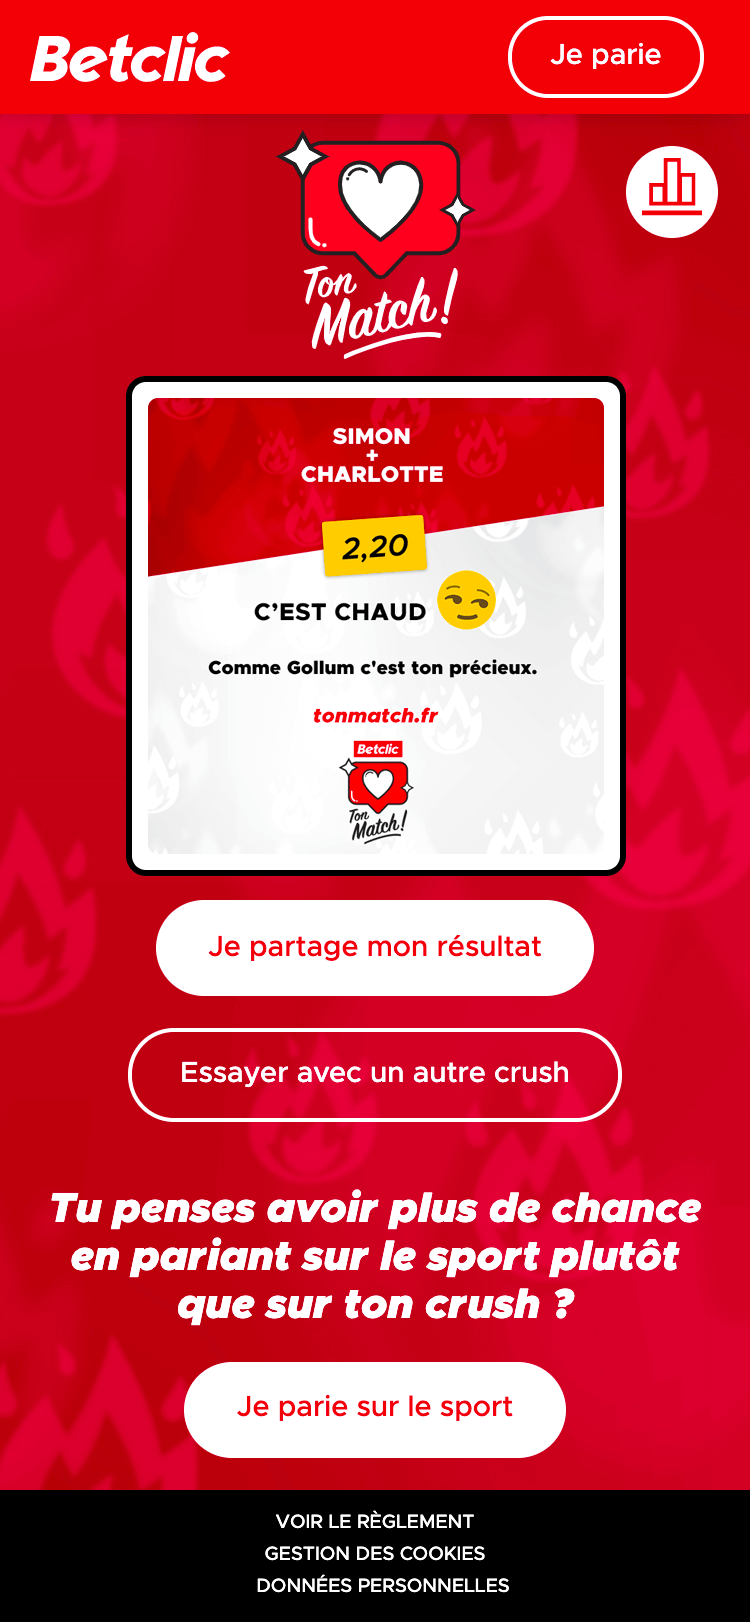 Betclic
Je parie
Ton
Match!
SIMON
+
CHARLOTTE
2,20
C'EST CHAUD
Comme Gollum c'est ton précieux.
tonmatch.fr
Betclic
Ton
Match!
Je partage mon résultat
Essayer avec un autre crush
Tu penses avoir plus de chance
en pariant sur le sport plutôt
que sur ton crush ?
Je parie sur le sport
VOIR LE RÈGLEMENT
GESTION DES COOKIES
DONNÉES PERSONNELLES